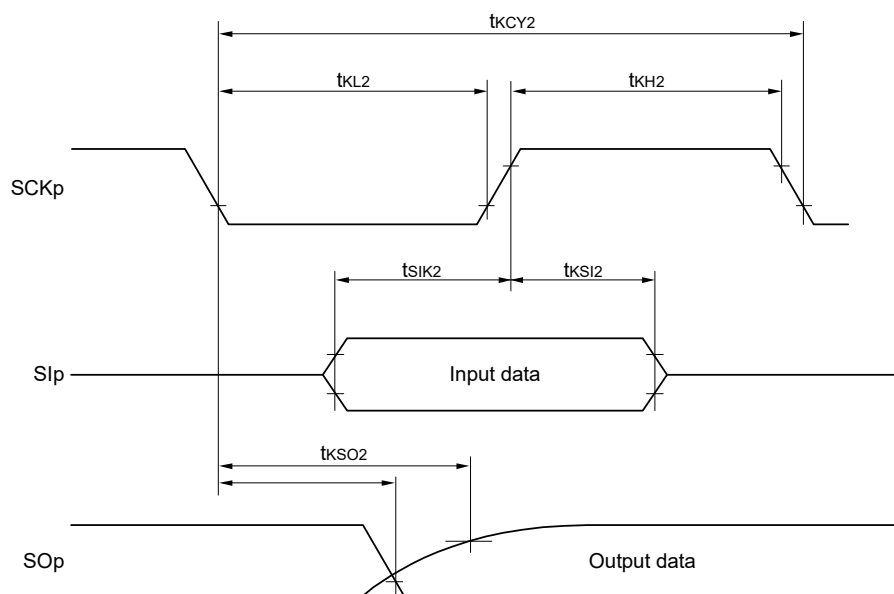 tKCY2
tKL2
tKH2
SCKp
tSIK2
tKSI2
SIp
Input data
tKSO2
SOp
Output data